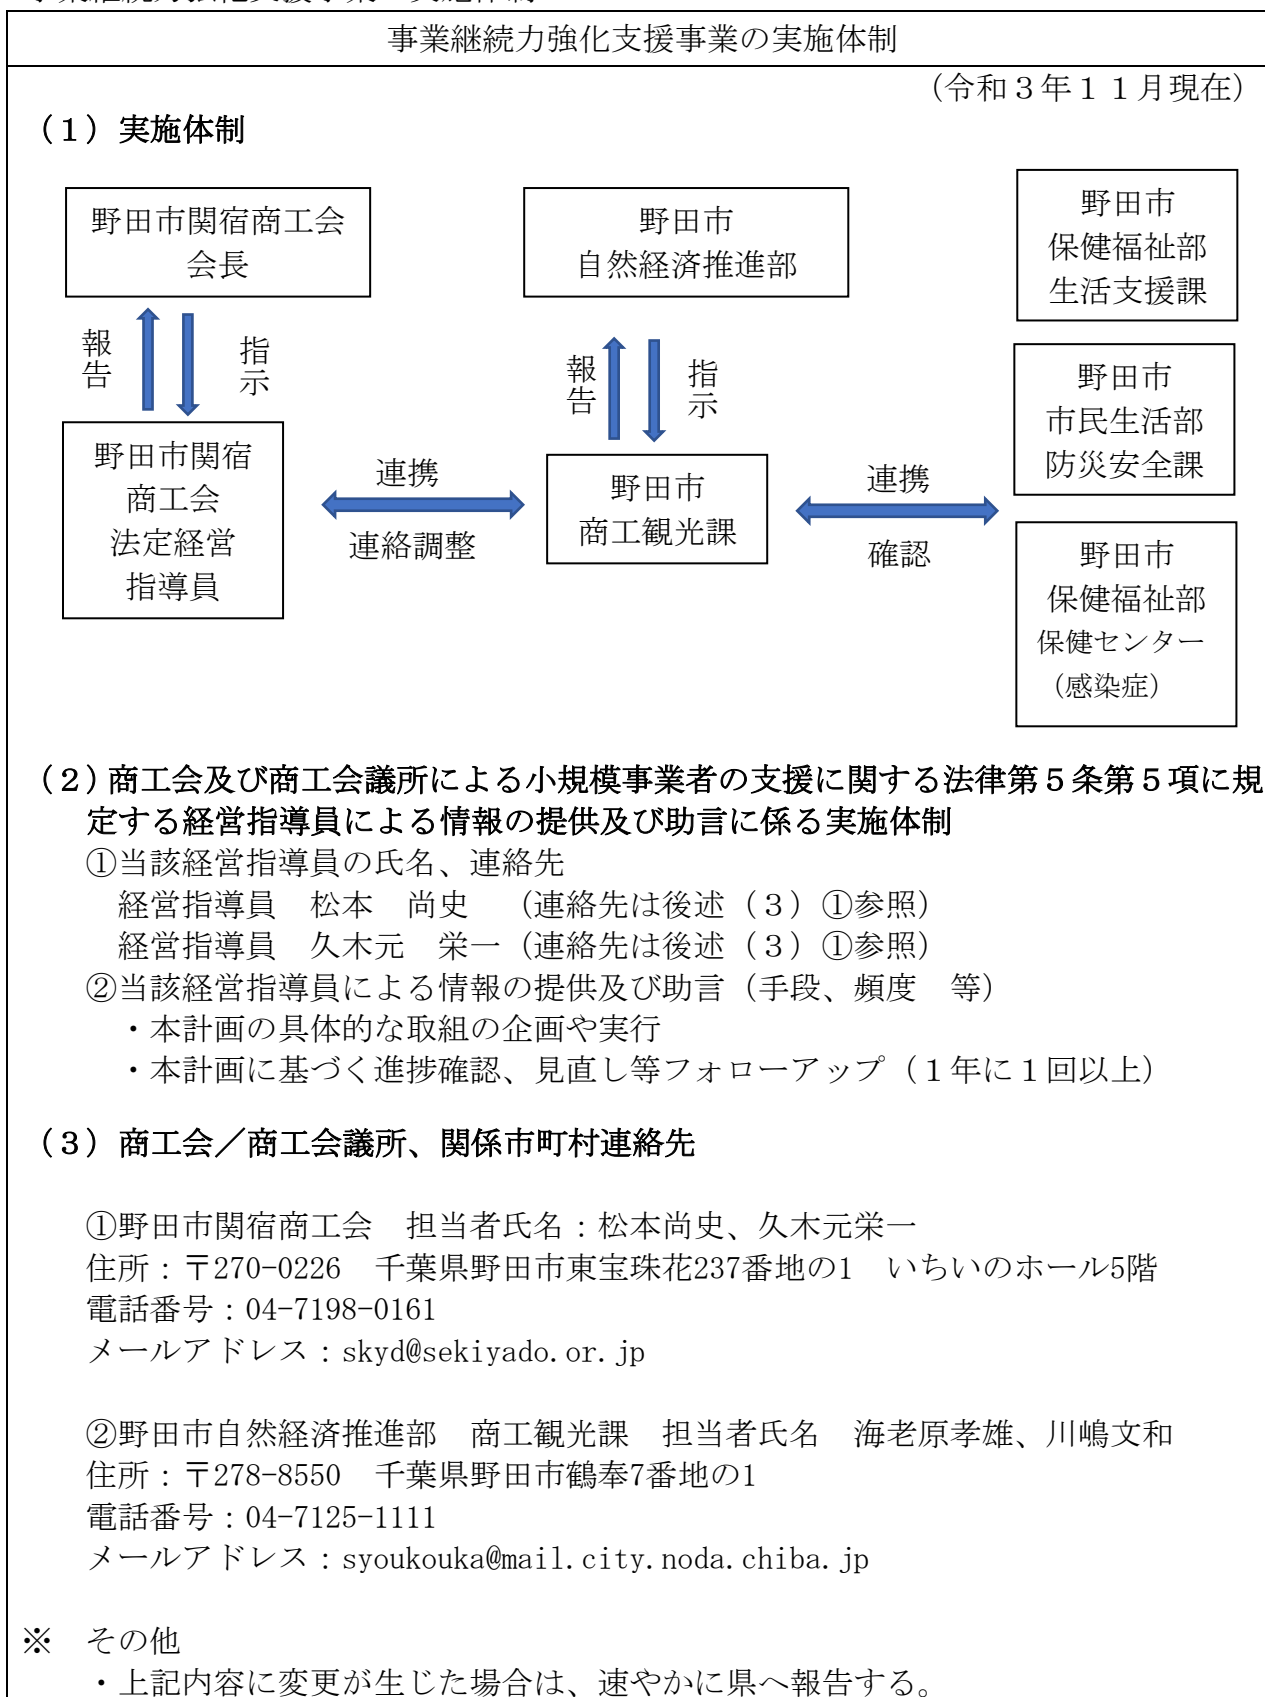 事業継続力強化支援事業の実施体制
（令和３年１１月現在）
（１）実施体制
野田市関宿商工会
会長
野田市
自然経済推進部
野田市
保健福祉部
生活支援課
報告
指示
報告
指示
野田市
市民生活部
防災安全課
野田市関宿
商工会
法定経営
指導員
連携
連絡調整
野田市
商工観光課
連携
確認
野田市
保健福祉部
保健センター
（感染症）
（２）商工会及び商工会議所による小規模事業者の支援に関する法律第５条第５項に規
定する経営指導員による情報の提供及び助言に係る実施体制
①当該経営指導員の氏名、連絡先
経営指導員　松本　尚史　（連絡先は後述（３）①参照）
経営指導員　久木元　栄一（連絡先は後述（３）①参照）
②当該経営指導員による情報の提供及び助言（手段、頻度　等）
・本計画の具体的な取組の企画や実行
・本計画に基づく進捗確認、見直し等フォローアップ（１年に１回以上）
（３）商工会／商工会議所、関係市町村連絡先
①野田市関宿商工会　担当者氏名：松本尚史、久木元栄一
住所：〒270-0226　千葉県野田市東宝珠花237番地の1　いちいのホール5階
電話番号：04-7198-0161
メールアドレス：skyd@sekiyado.or.jp
②野田市自然経済推進部　商工観光課　担当者氏名　海老原孝雄、川嶋文和
住所：〒278-8550　千葉県野田市鶴奉7番地の1
電話番号：04-7125-1111
メールアドレス：syoukouka@mail.city.noda.chiba.jp
※　その他
・上記内容に変更が生じた場合は、速やかに県へ報告する。